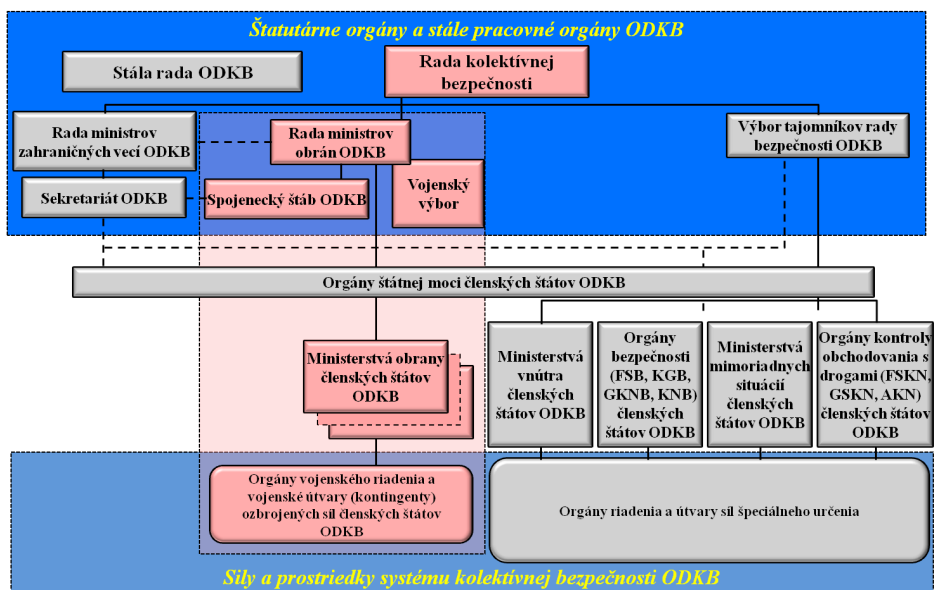 Štatutárne orgány a stále pracovné orgány ODKB
Stála rada ODKB
Rada kolektívnej
bezpečnosti
Rada ministrov
zahraničných vecí ODKB
Rada ministrov
obrán ODKB
Výbor tajomníkov rady
bezpečnosti ODKB
Sekretariát ODKB
Spojenecký štáb ODKB
Vojenský
výbor
Orgány štátnej moci členských štátov ODKB
Ministerstvá obrany
členských štátov
ODKB
Ministerstvá
vnútra
členských
štátov ODKB
Orgány
bezpečnosti
(FSB, KGB,
GKNB, KNB)
členských
štátov ODKB
Ministerstvá
mimoriadnych
situácií
členských
štátov ODKB
Orgány kontroly
obchodovania s
drogami (FSKN,
GSKN, AKN)
členských štátov
ODKB
Orgány vojenského riadenia a
vojenské útvary (kontingenty)
ozbrojených síl členských štátov
ODKB
Orgány riadenia a útvary síl špeciálneho určenia
Sily a prostriedky systému kolektívnej bezpečnosti ODKB